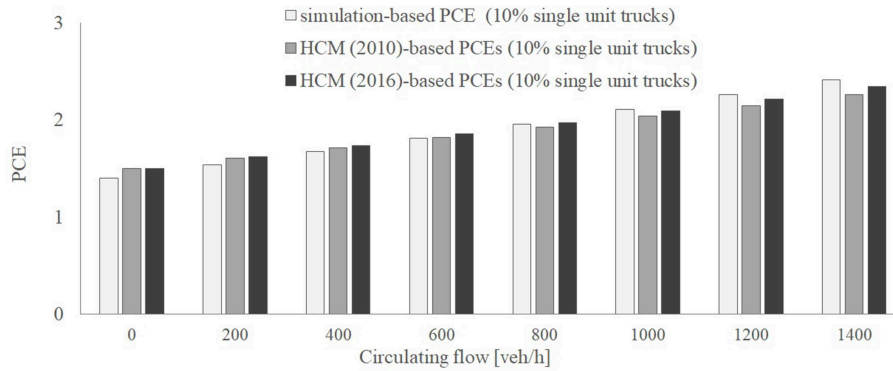 simulation-based PCE (10% single unit trucks)
HCM (2010)-based PCEs (10% single unit trucks)
HCM (2016)-based PCEs (10% single unit trucks)
3
2
1
0
PCE
0 200 400 600 800 1000 1200 1400
Circulating flow [veh/h]